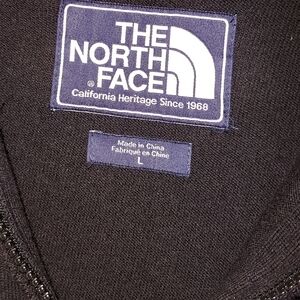 THE
NORTH
FACE
®
California Heritage Since 1968
Made in China
Fabriqué en Chine
L